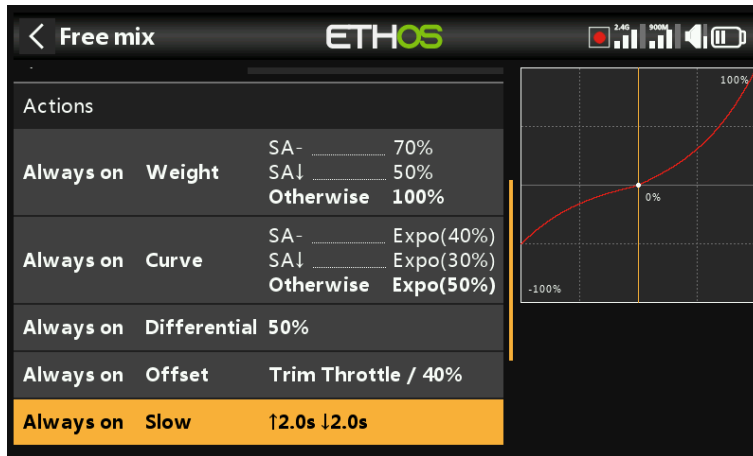 Free mix
ETHOS
2.4G
900M
Actions
Always on Weight
SA- 70%
SA↓ 50%
Otherwise 100%
Always on Curve
SA- Expo(40%)
SA↓ Expo(30%)
Otherwise Expo(50%)
Always on Differential 50%
Always on Offset Trim Throttle / 40%
Always on Slow ↑2.0s ↓2.0s
100%
0%
-100%